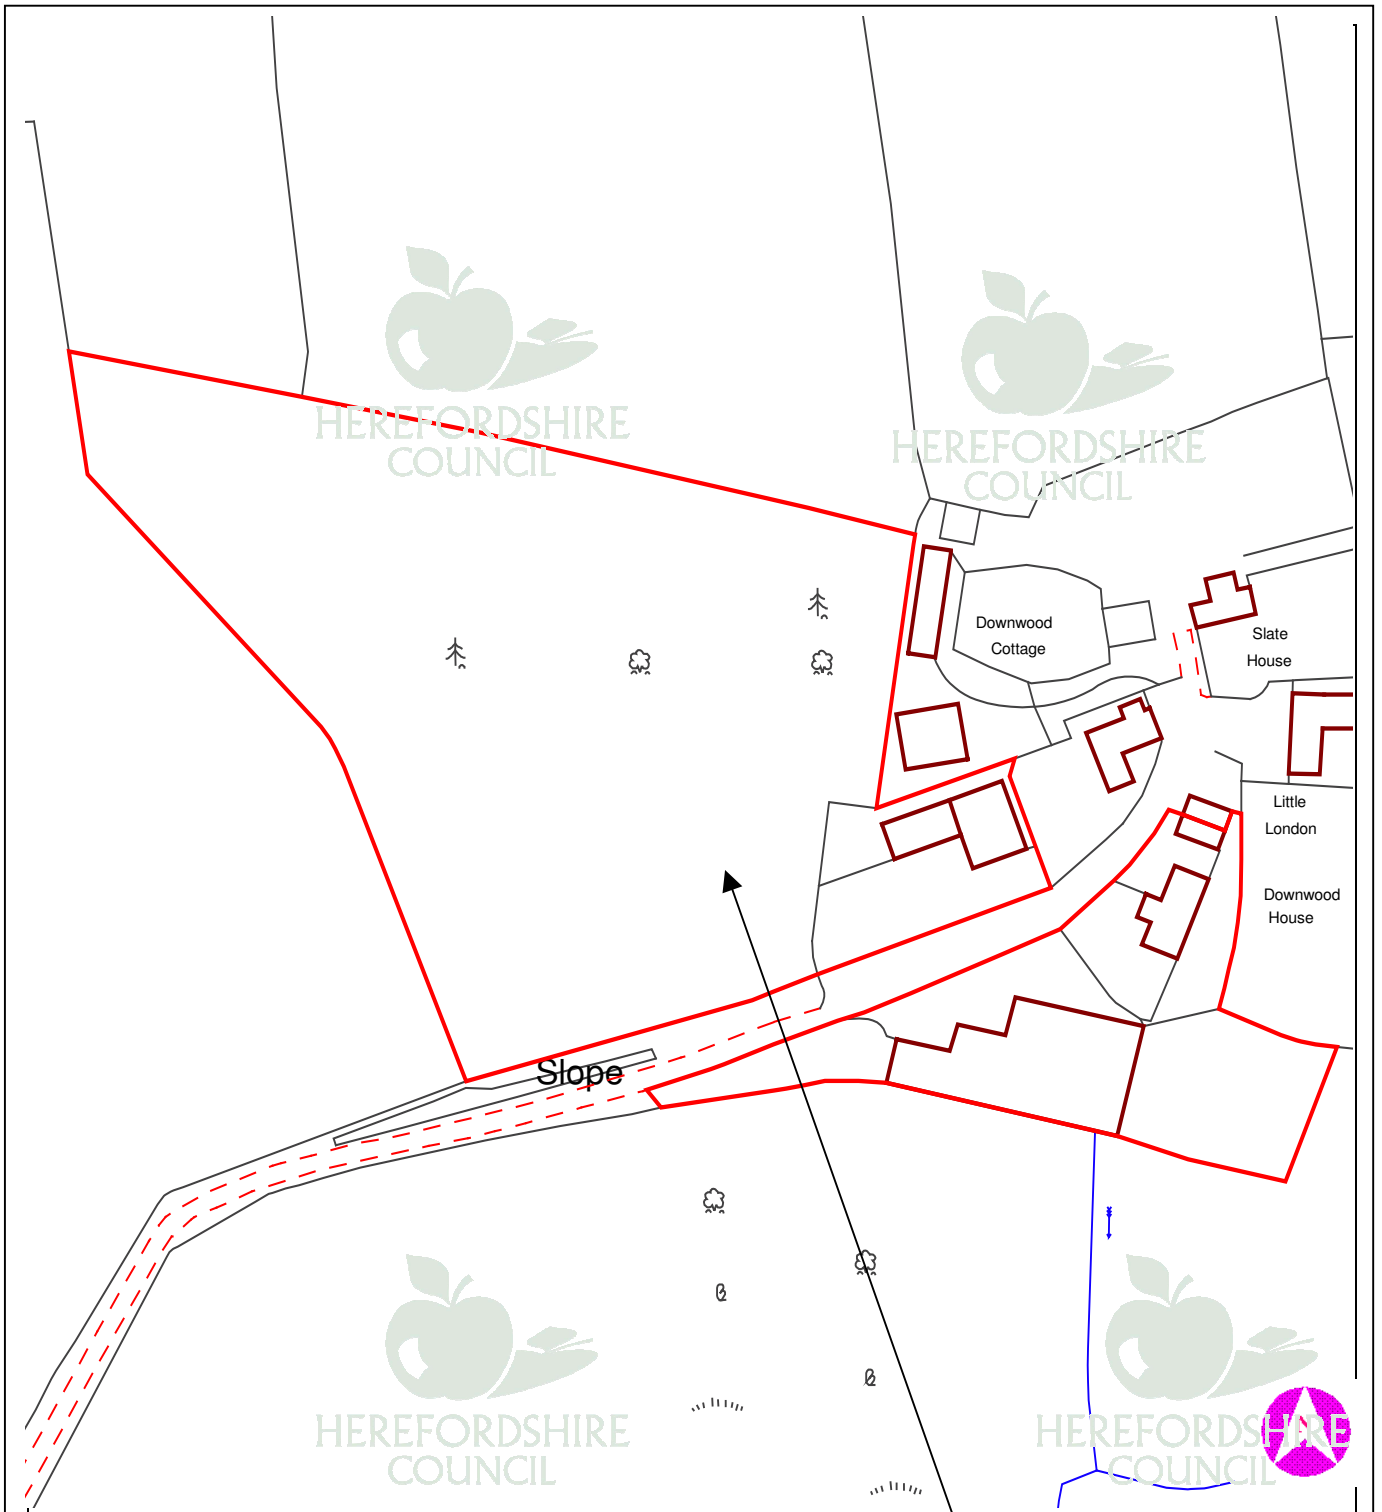 HEREFORDSHIRE
COUNCIL
HEREFORDSHIRE
COUNCIL
Downwood
Cottage
Slate
House
Little
London
Downwood
House
Slope
HEREFORDSHIRE
COUNCIL
HEREFORDSHIRE
COUNCIL